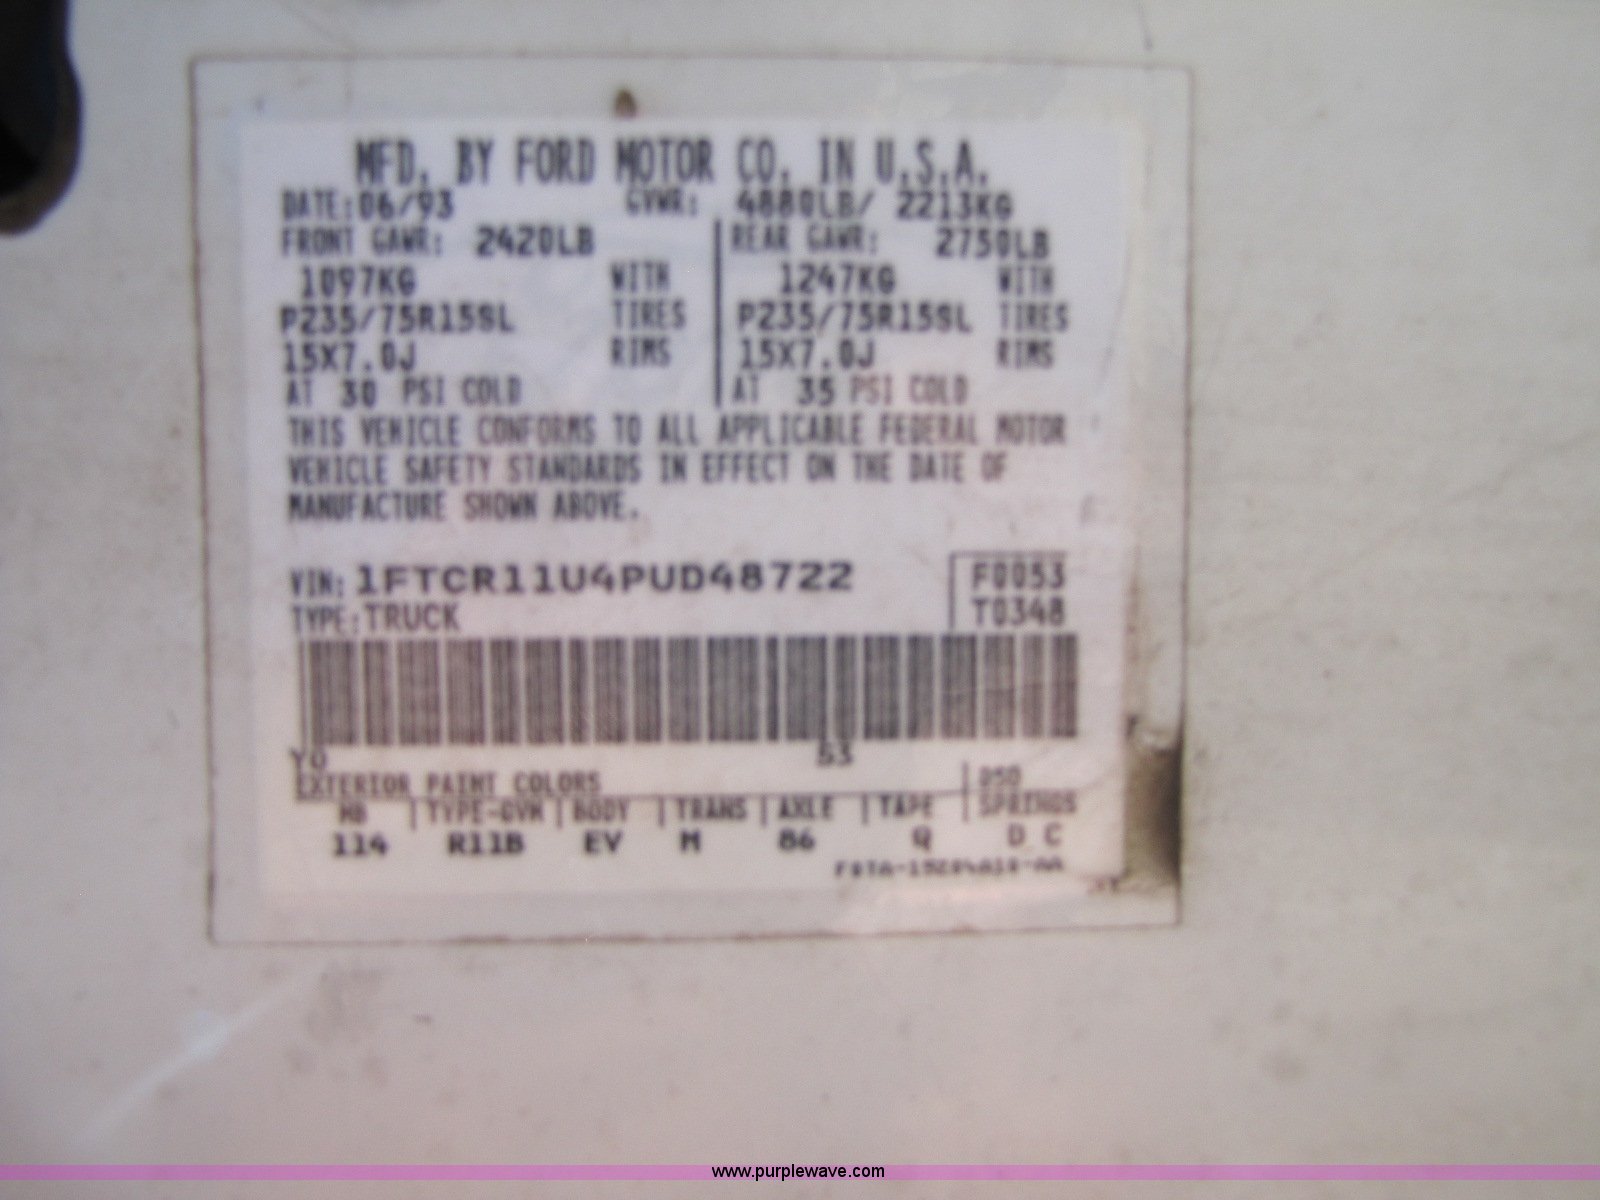 MFD. BY FORD MOTOR CO. IN U.S.A.
DATE:06/93 GVWR: 4880LB/ 2213KG
FRONT GAWR: 2420LB REAR GAWR: 2750LB
1097KG WITH 1247KG WITH
P235/75R15SL TIRES P235/75R15SL TIRES
15X7.0J RIMS 15X7.0J RIMS
AT 30 PSI COLD AT 35 PSI COLD
THIS VEHICLE CONFORMS TO ALL APPLICABLE FEDERAL MOTOR
VEHICLE SAFETY STANDARDS IN EFFECT ON THE DATE OF
MANUFACTURE SHOWN ABOVE.
VIN: 1FTCR11U4PUD48722 F0053
TYPE:TRUCK T0348
YO 53
EXTERIOR PAINT COLORS DSO
WB TYPE-GVM BODY TRANS AXLE TAPE SPRINGS
114 R11B EV M 86 Q D C
www.purplewave.com